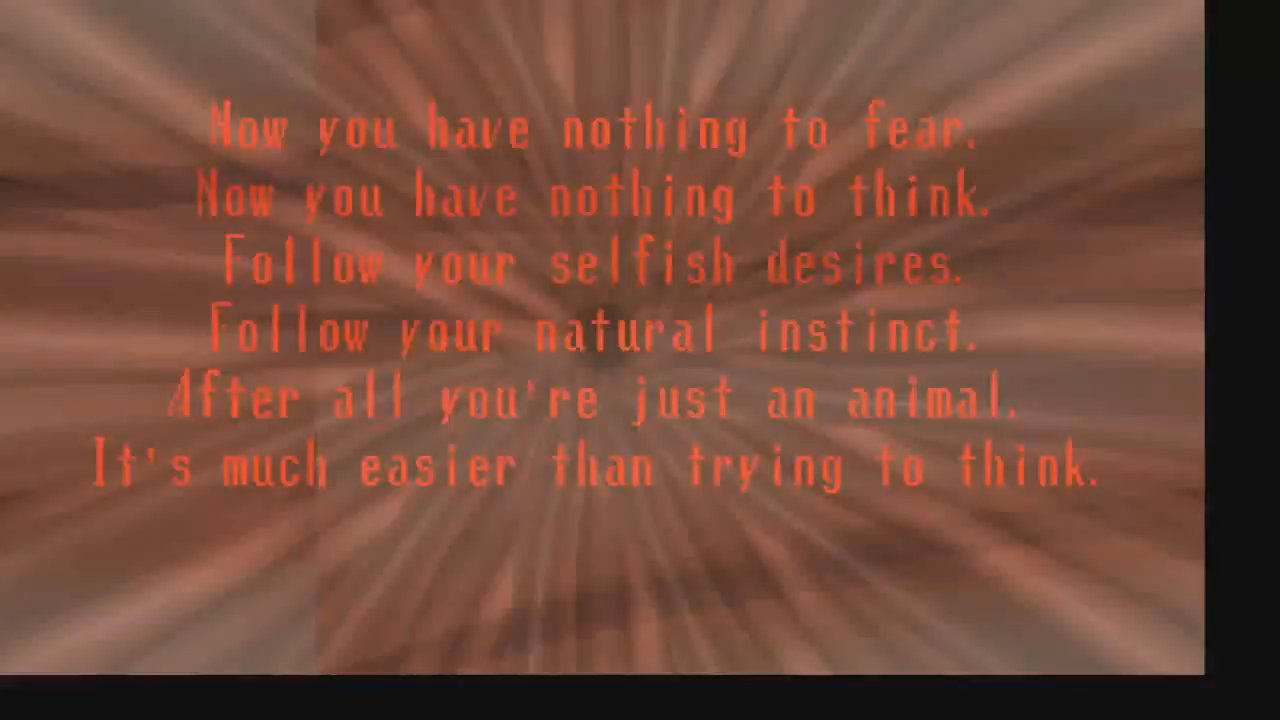 Now you have nothing to fear.
Now you have nothing to think.
Follow your selfish desires.
Follow your natural instinct.
After all you're just an animal.
It's much easier than trying to think.